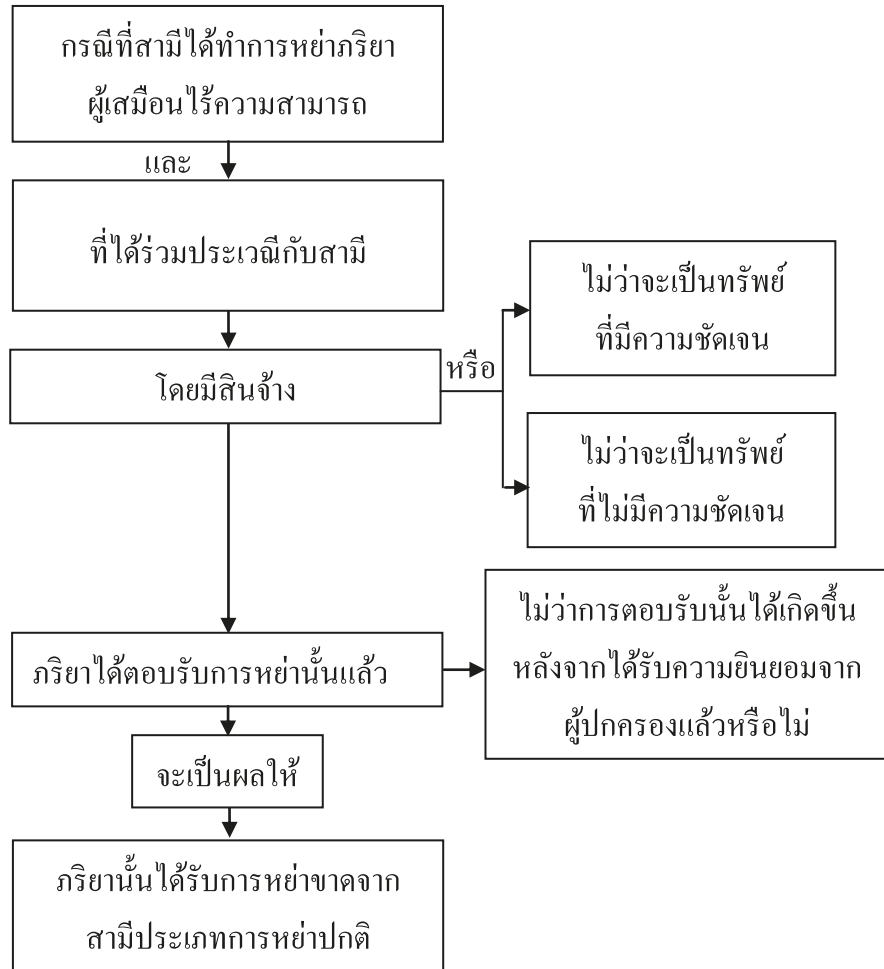 กรณีที่สามีได้ทำการหย่าภริยา
ผู้เสมือนไร้ความสามารถ
และ
ที่ได้ร่วมประเวณีกับสามี
โดยมีสินจ้าง
หรือ
ไม่ว่าจะเป็นทรัพย์
ที่มีความชัดเจน
ไม่ว่าจะเป็นทรัพย์
ที่ไม่มีความชัดเจน
ภริยาได้ตอบรับการหย่านั้นแล้ว
ไม่ว่าการตอบรับนั้นได้เกิดขึ้น
หลังจากได้รับความยินยอมจาก
ผู้ปกครองแล้วหรือไม่
จะเป็นผลให้
ภริยานั้นได้รับการหย่าขาดจาก
สามีประเภทการหย่าปกติ